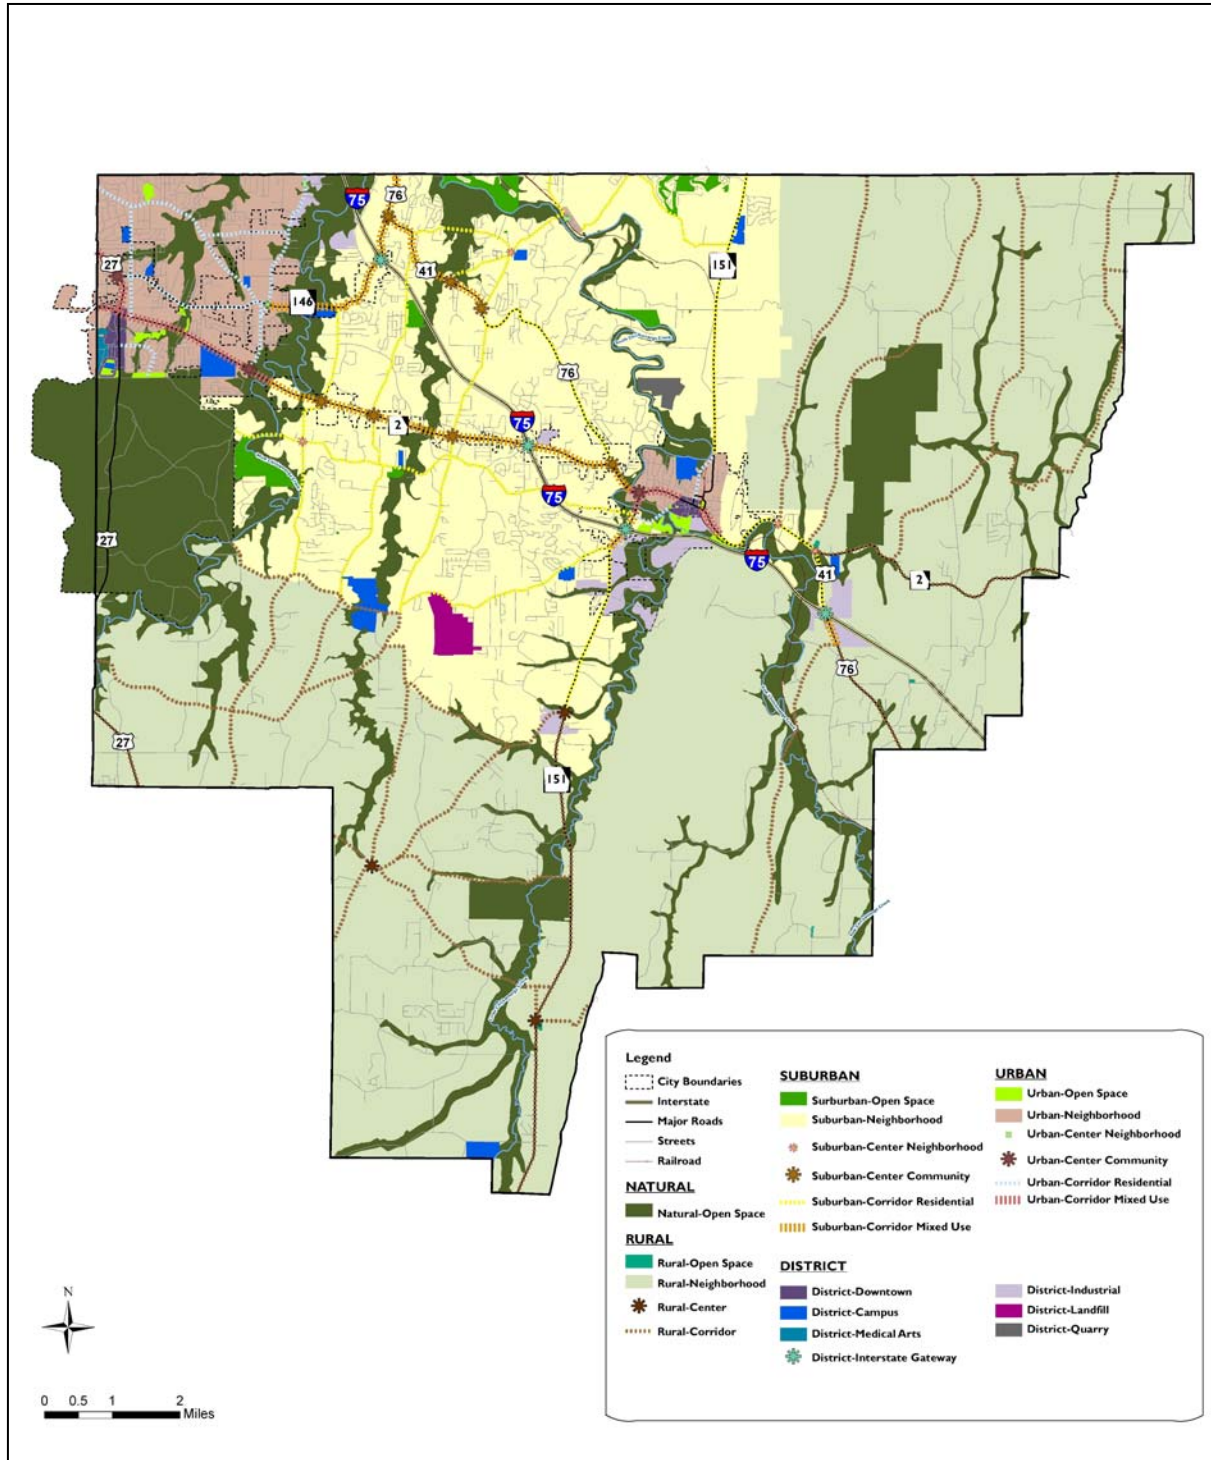 75
76
27
41
151
146
76
2
75
75
27
75
41
2
76
27
151
Legend
City Boundaries
Interstate
Major Roads
Streets
Railroad
NATURAL
Natural-Open Space
RURAL
Rural-Open Space
Rural-Neighborhood
Rural-Center
Rural-Corridor
SUBURBAN
Surburban-Open Space
Suburban-Neighborhood
Suburban-Center Neighborhood
Suburban-Center Community
Suburban-Corridor Residential
Suburban-Corridor Mixed Use
DISTRICT
District-Downtown
District-Campus
District-Medical Arts
District-Interstate Gateway
URBAN
Urban-Open Space
Urban-Neighborhood
Urban-Center Neighborhood
Urban-Center Community
Urban-Corridor Residential
Urban-Corridor Mixed Use
District-Industrial
District-Landfill
District-Quarry
N
0 0.5 1 2
Miles